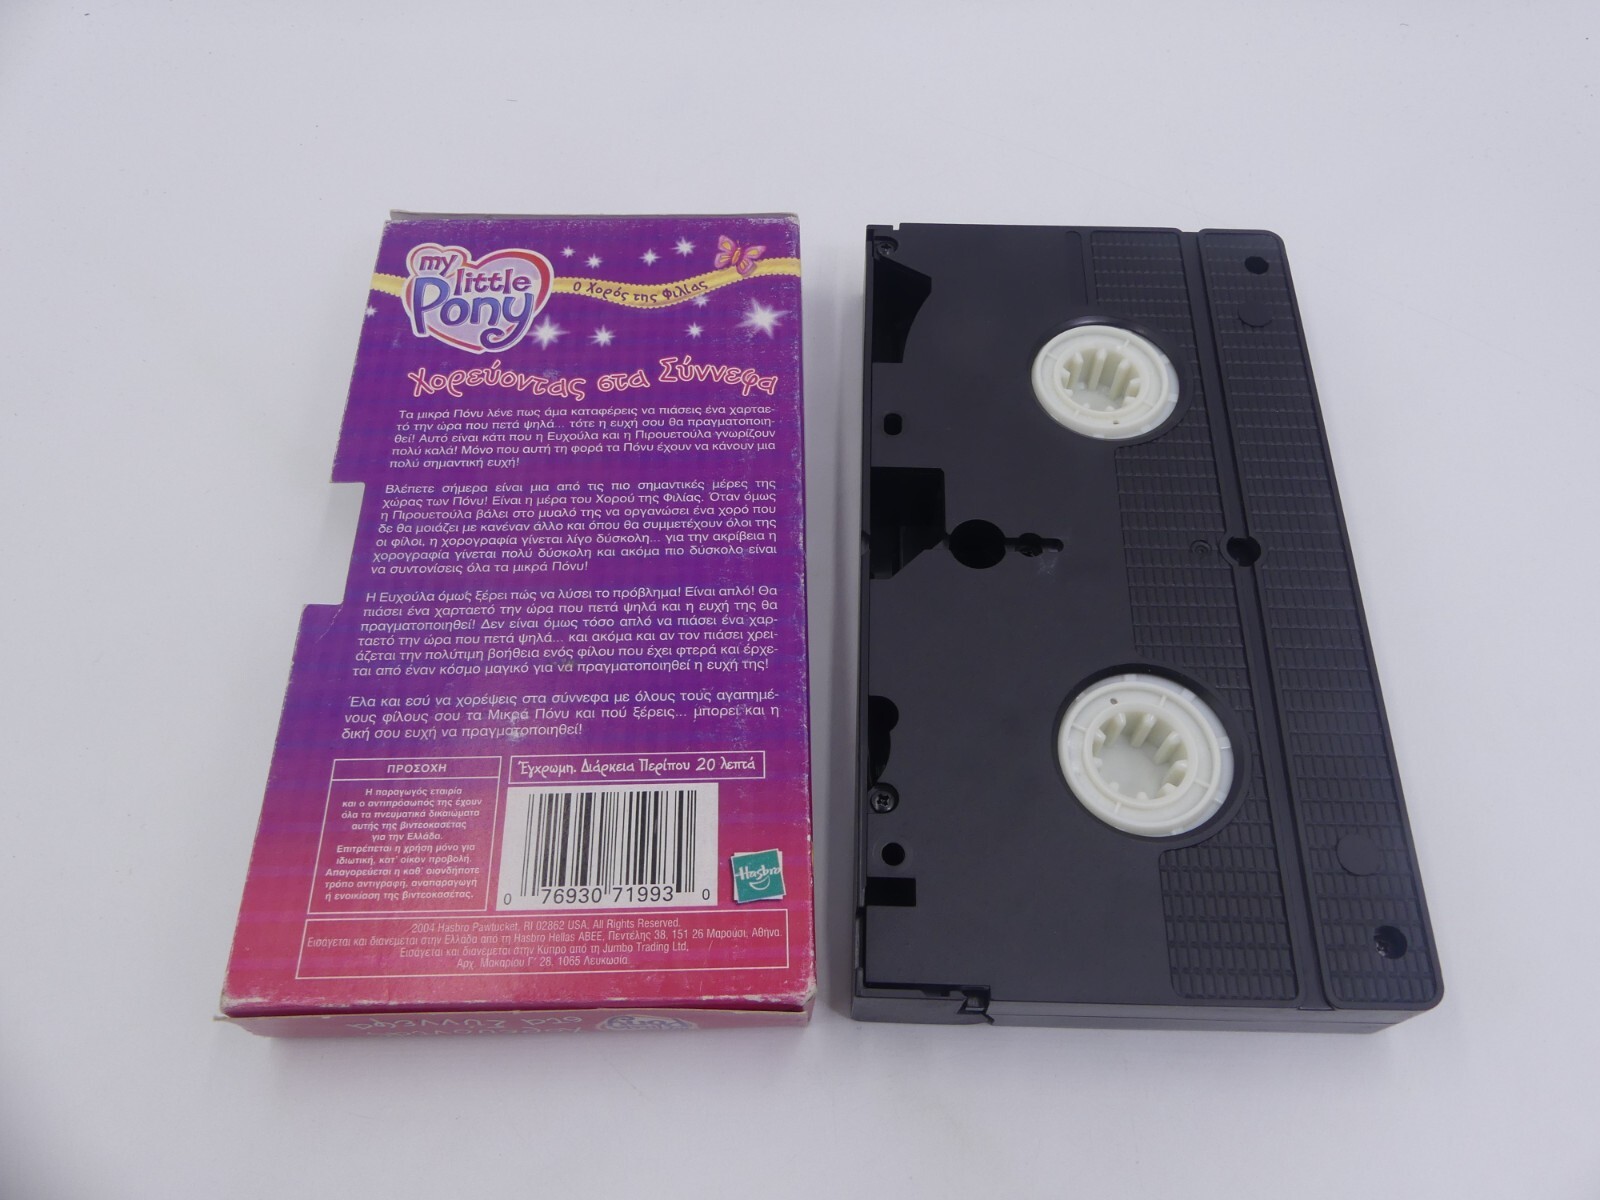 my
little
Pony
Ο Χορός της Φιλίας
Χορεύοντας στα Σύννεφα
Τα μικρά Πόνυ λένε πως άμα καταφέρεις να πιάσεις ένα χαρταε-
τό την ώρα που πετά ψηλά... τότε η ευχή σου θα πραγματοποιη-
θεί! Αυτό είναι κάτι που η Ευχούλα και η Πιρουετούλα γνωρίζουν
πολύ καλά! Μόνο που αυτή τη φορά τα Πόνυ έχουν να κάνουν μια
πολύ σημαντική ευχή!
Βλέπετε σήμερα είναι μια από τις πιο σημαντικές μέρες της
χώρας των Πόνυ! Είναι η μέρα του Χορού της Φιλίας. Όταν όμως
η Πιρουετούλα βάλει στο μυαλό της να οργανώσει ένα χορό που
δε θα μοιάζει με κανέναν άλλο και όπου θα συμμετέχουν όλοι της
οι φίλοι, η χορογραφία γίνεται λίγο δύσκολη... για την ακρίβεια η
χορογραφία γίνεται πολύ δύσκολη και ακόμα πιο δύσκολο είναι
να συντονίσεις όλα τα μικρά Πόνυ!
Η Ευχούλα όμως ξέρει πώς να λύσει το πρόβλημα! Είναι απλό! Θα
πιάσει ένα χαρταετό την ώρα που πετά ψηλά και η ευχή της θα
πραγματοποιηθεί! Δεν είναι όμως τόσο απλό να πιάσει ένα χαρ-
ταετό την ώρα που πετά ψηλά... και ακόμα και αν τον πιάσει χρει-
άζεται την πολύτιμη βοήθεια ενός φίλου που έχει φτερά και έρχε-
ται από έναν κόσμο μαγικό για να πραγματοποιηθεί η ευχή της!
Έλα και εσύ να χορέψεις στα σύννεφα με όλους τους αγαπημέ-
νους φίλους σου τα Μικρά Πόνυ και πού ξέρεις... μπορεί και η
δική σου ευχή να πραγματοποιηθεί!
ΠΡΟΣΟΧΗ
Η παραγωγός εταιρία
και ο αντιπρόσωπός της έχουν
όλα τα πνευματικά δικαιώματα
αυτής της βιντεοκασέτας
για την Ελλάδα.
Επιτρέπεται η χρήση μόνο για
ιδιωτική, κατ' οίκον προβολή.
Απαγορεύεται η καθ' οιανδήποτε
τρόπο αντιγραφή, αναπαραγωγή
ή ενοικίαση της βιντεοκασέτας.
Έγχρωμη. Διάρκεια Περίπου 20 λεπτά
0 76930 71993 0
Hasbro
2004 Hasbro Pawtucket, RI 02862 USA, All Rights Reserved.
Εισάγεται και διανέμεται στην Ελλάδα από τη Hasbro Hellas ΑΒΕΕ, Πεντέλης 38, 151 26 Μαρούσι, Αθήνα.
Εισάγεται και διανέμεται στην Κύπρο από τη Jumbo Trading Ltd,
Αρχ. Μακαρίου Γ' 28, 1065 Λευκωσία.